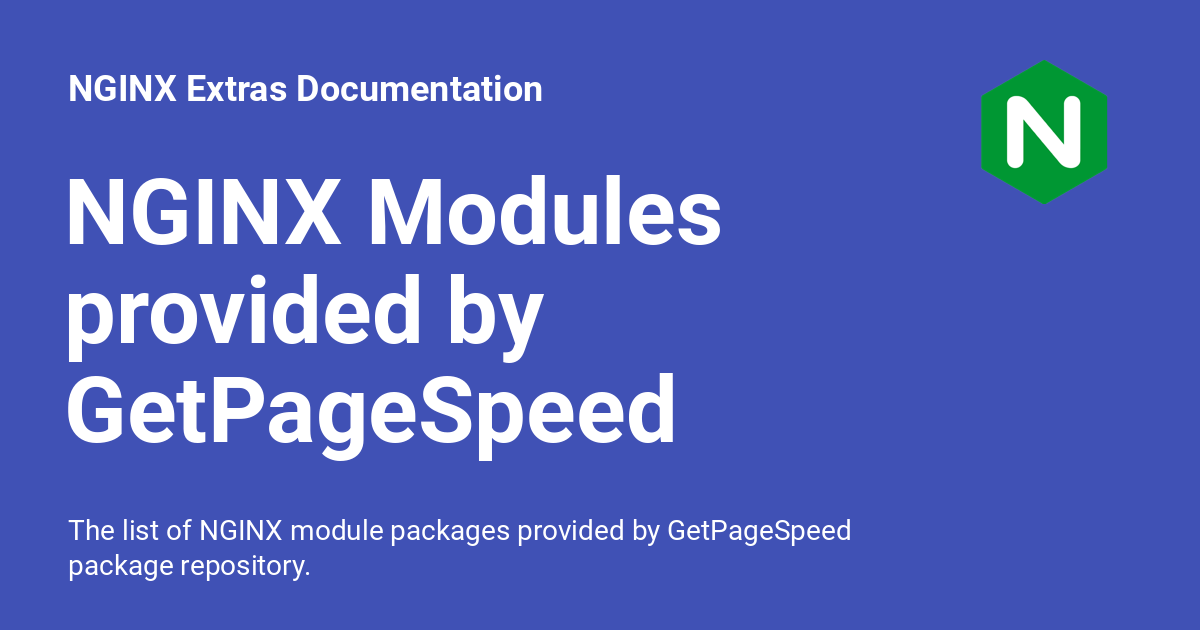 NGINX Extras Documentation
N
NGINX Modules
provided by
GetPageSpeed
The list of NGINX module packages provided by GetPageSpeed
package repository.